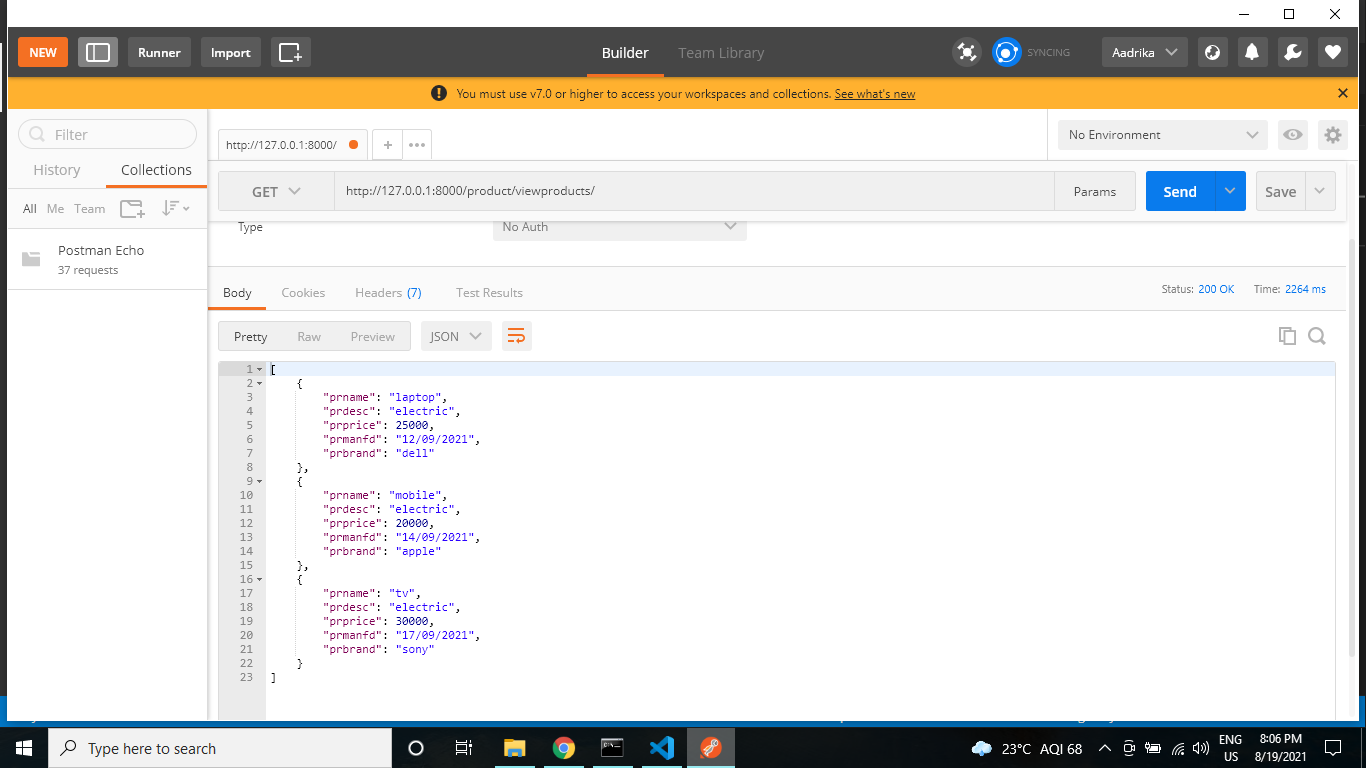 NEW Runner Import Builder Team Library SYNCING Aadrika
You must use v7.0 or higher to access your workspaces and collections. See what's new
Filter
History Collections
All Me Team
Postman Echo
37 requests
http://127.0.0.1:8000/ + ••• No Environment
GET http://127.0.0.1:8000/product/viewproducts/ Params Send Save
Type No Auth
Body Cookies Headers (7) Test Results Status: 200 OK Time: 2264 ms
Pretty Raw Preview JSON
1 [
2 {
3 "prname": "laptop",
4 "prdesc": "electric",
5 "prprice": 25000,
6 "prmanfd": "12/09/2021",
7 "prbrand": "dell"
8 },
9 {
10 "prname": "mobile",
11 "prdesc": "electric",
12 "prprice": 20000,
13 "prmanfd": "14/09/2021",
14 "prbrand": "apple"
15 },
16 {
17 "prname": "tv",
18 "prdesc": "electric",
19 "prprice": 30000,
20 "prmanfd": "17/09/2021",
21 "prbrand": "sony"
22 }
23 ]
Type here to search 23°C AQI 68 ENG 8:06 PM
US 8/19/2021